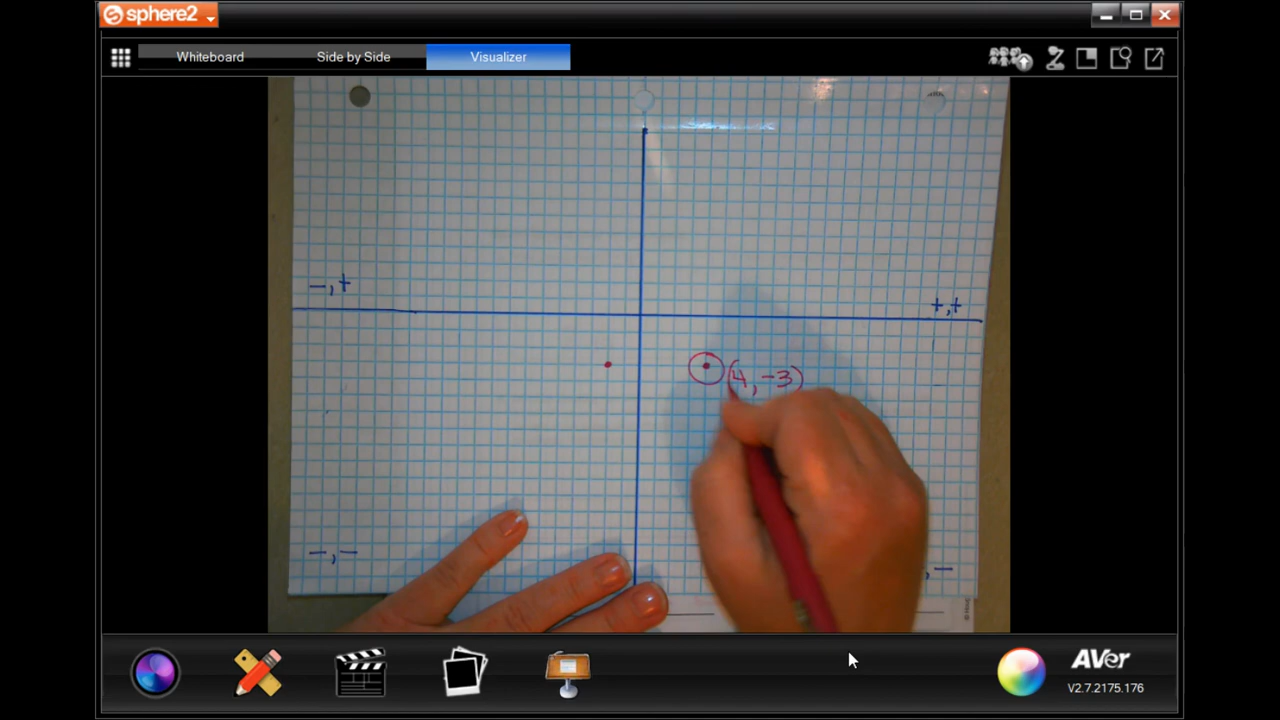 sphere2
Whiteboard Side by Side Visualizer
−,+
+,+
(4, -3)
−,−
,−
AVer
V2.7.2175.176